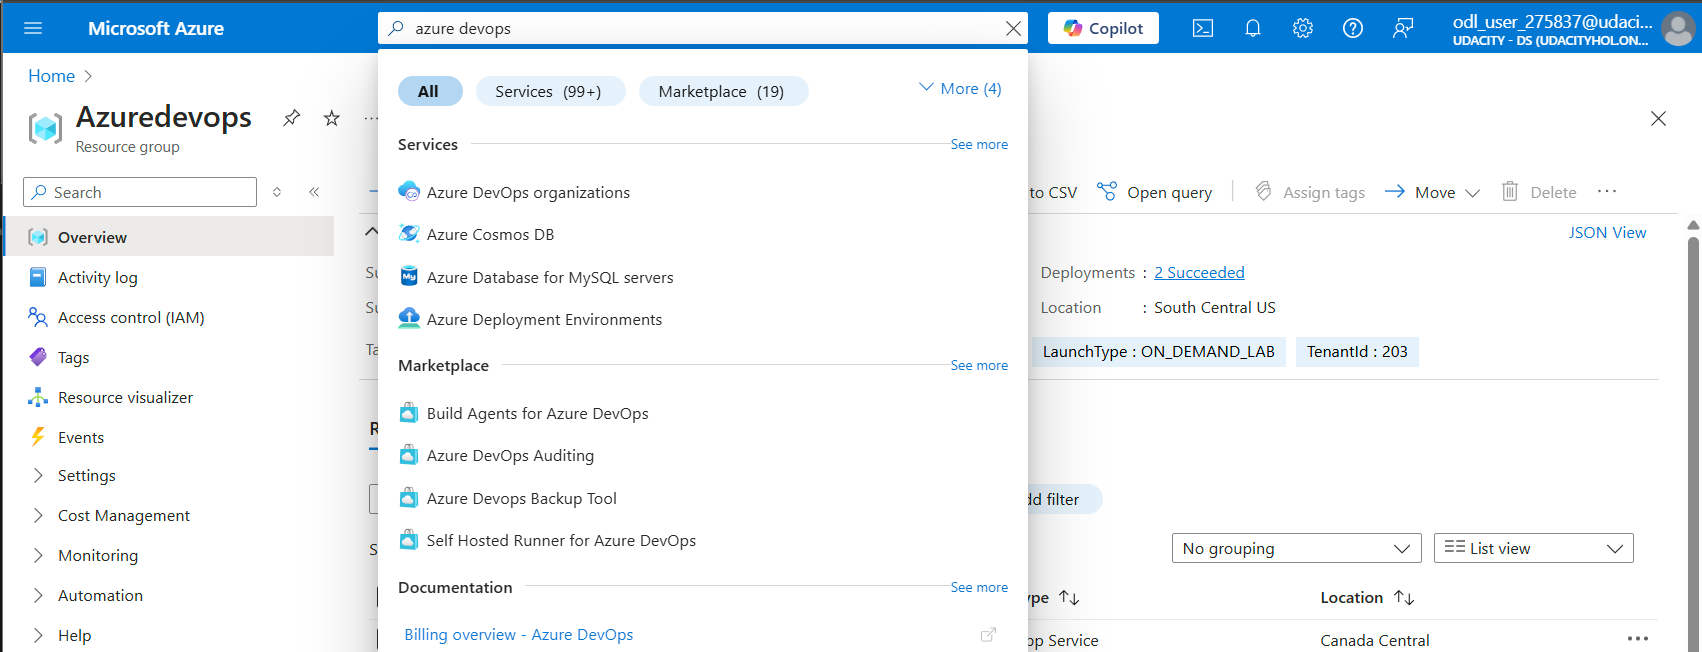 Microsoft Azure
azure devops
Copilot
odl_user_275837@udaci...
UDACITY - DS (UDACITYHOL.ON...
Home
Azuredevops
Resource group
Search
Overview
Activity log
Access control (IAM)
Tags
Resource visualizer
Events
Settings
Cost Management
Monitoring
Automation
Help
All
Services (99+)
Marketplace (19)
More (4)
Services
See more
Azure DevOps organizations
Azure Cosmos DB
Azure Database for MySQL servers
Azure Deployment Environments
Marketplace
See more
Build Agents for Azure DevOps
Azure DevOps Auditing
Azure Devops Backup Tool
Self Hosted Runner for Azure DevOps
Documentation
See more
Billing overview - Azure DevOps
to CSV
Open query
Assign tags
Move
Delete
JSON View
Deployments : 2 Succeeded
Location : South Central US
LaunchType : ON_DEMAND_LAB
TenantId : 203
filter
No grouping
List view
Location
Service
Canada Central